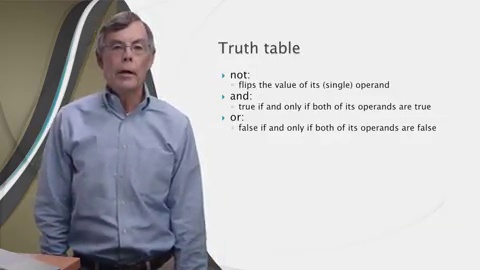 Truth table
not:
flips the value of its (single) operand
and:
true if and only if both of its operands are true
or:
false if and only if both of its operands are false